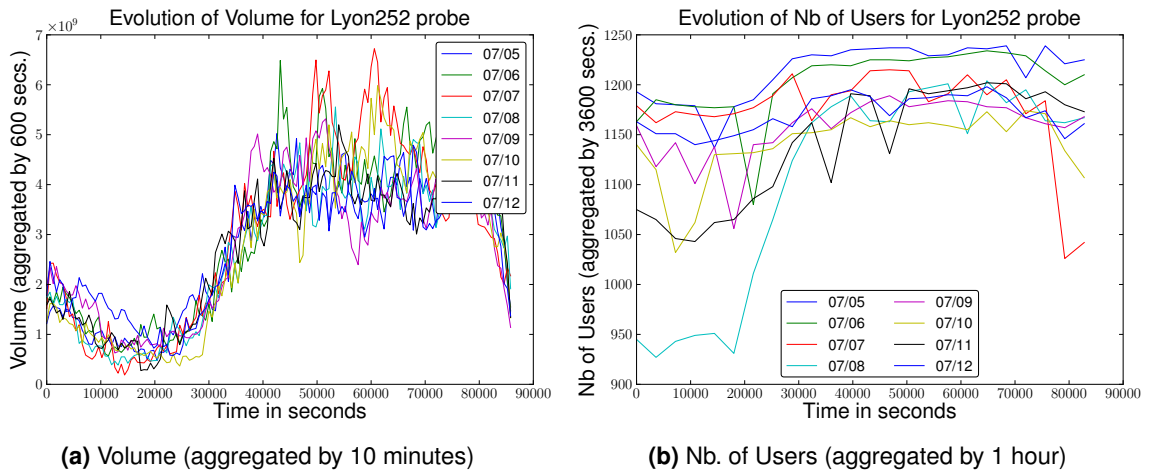 Evolution of Volume for Lyon252 probe
×10⁹
7
6
5
4
3
2
1
0
Volume (aggregated by 600 secs.)
07/05
07/06
07/07
07/08
07/09
07/10
07/11
07/12
0 10000 20000 30000 40000 50000 60000 70000 80000 90000
Time in seconds
(a) Volume (aggregated by 10 minutes)
Evolution of Nb of Users for Lyon252 probe
1250
1200
1150
1100
1050
1000
950
900
Nb of Users (aggregated by 3600 secs.)
07/05 07/09
07/06 07/10
07/07 07/11
07/08 07/12
0 10000 20000 30000 40000 50000 60000 70000 80000 90000
Time in seconds
(b) Nb. of Users (aggregated by 1 hour)